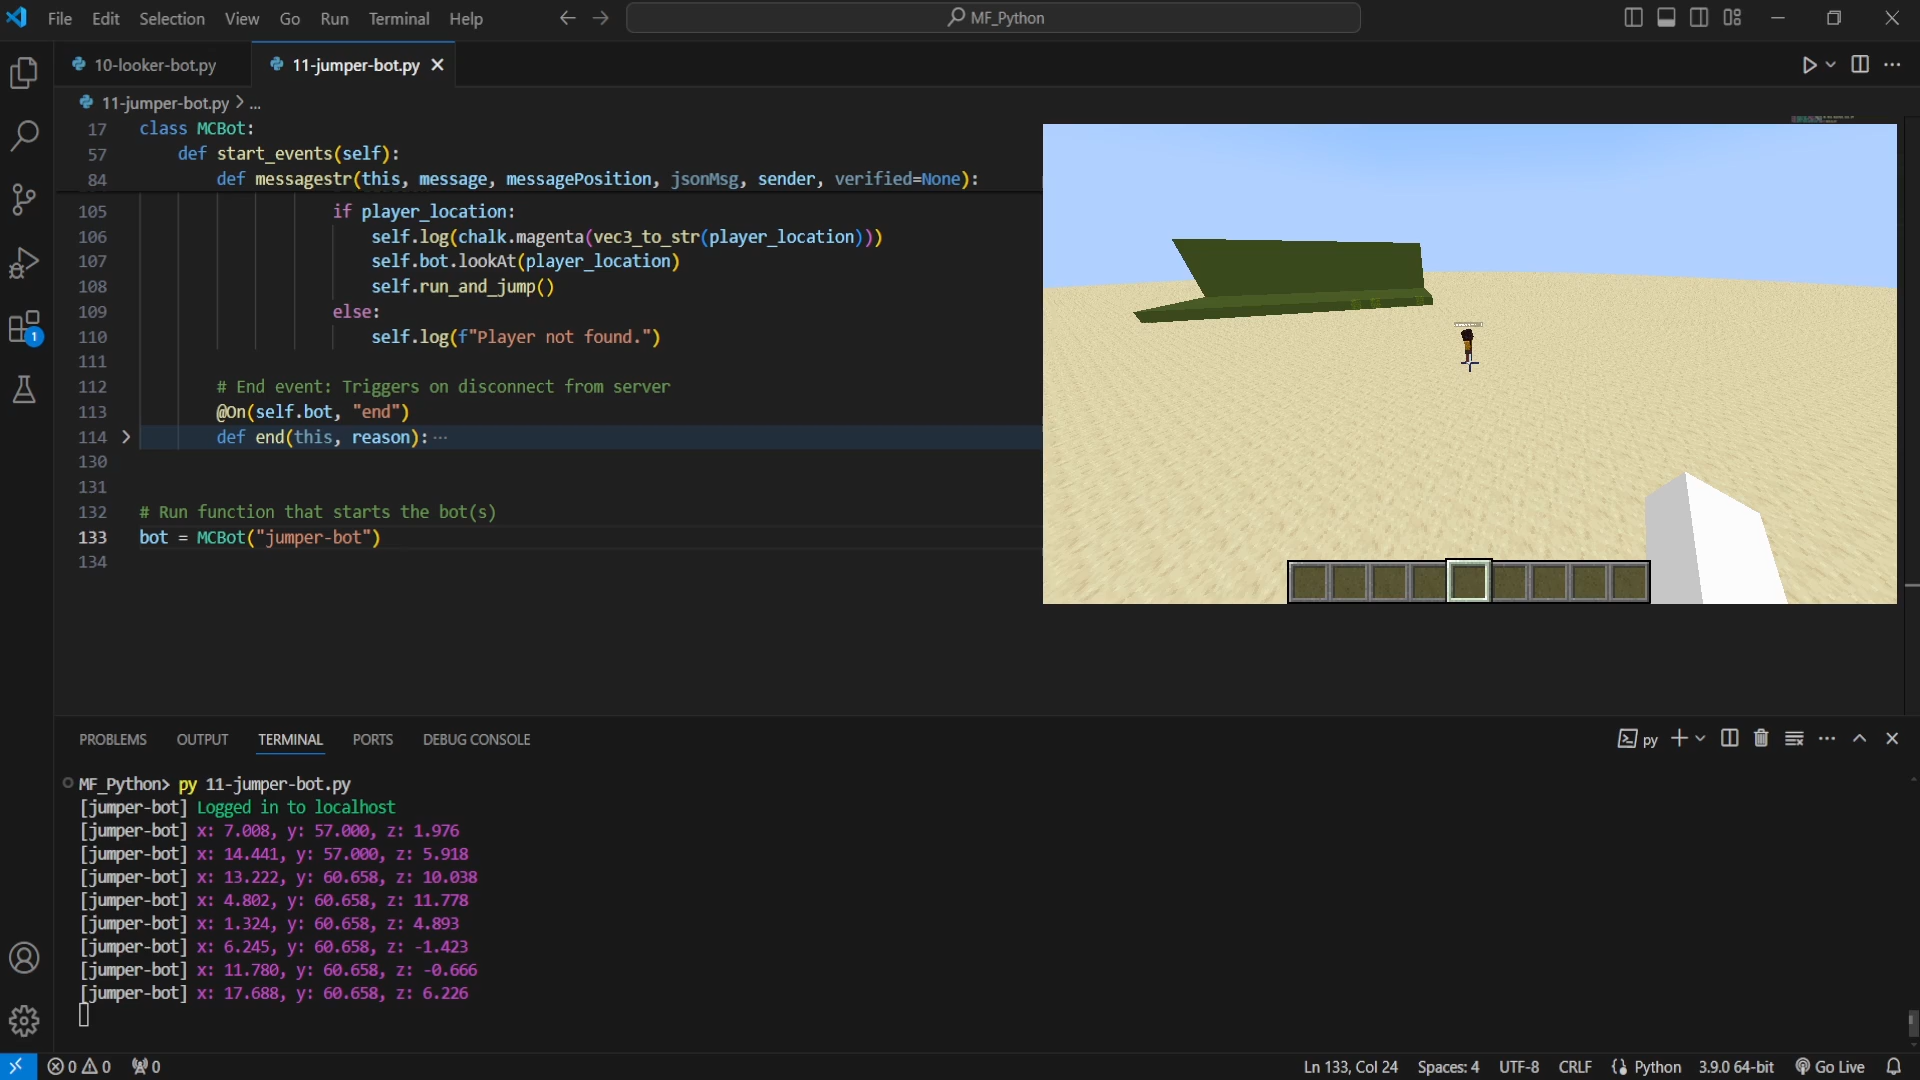 File Edit Selection View Go Run Terminal Help
MF_Python
10-looker-bot.py
11-jumper-bot.py
11-jumper-bot.py > ...
17 class MCBot:
57 def start_events(self):
84 def messagestr(this, message, messagePosition, jsonMsg, sender, verified=None):
105 if player_location:
106 self.log(chalk.magenta(vec3_to_str(player_location)))
107 self.bot.lookAt(player_location)
108 self.run_and_jump()
109 else:
110 self.log(f"Player not found.")
111
112 # End event: Triggers on disconnect from server
113 @On(self.bot, "end")
114 def end(this, reason): ...
130
131
132 # Run function that starts the bot(s)
133 bot = MCBot("jumper-bot")
134
1
PROBLEMS OUTPUT TERMINAL PORTS DEBUG CONSOLE
py
MF_Python> py 11-jumper-bot.py
[jumper-bot] Logged in to localhost
[jumper-bot] x: 7.008, y: 57.000, z: 1.976
[jumper-bot] x: 14.441, y: 57.000, z: 5.918
[jumper-bot] x: 13.222, y: 60.658, z: 10.038
[jumper-bot] x: 4.802, y: 60.658, z: 11.778
[jumper-bot] x: 1.324, y: 60.658, z: 4.893
[jumper-bot] x: 6.245, y: 60.658, z: -1.423
[jumper-bot] x: 11.780, y: 60.658, z: -0.666
[jumper-bot] x: 17.688, y: 60.658, z: 6.226
0 0 0
Ln 133, Col 24 Spaces: 4 UTF-8 CRLF Python 3.9.0 64-bit Go Live